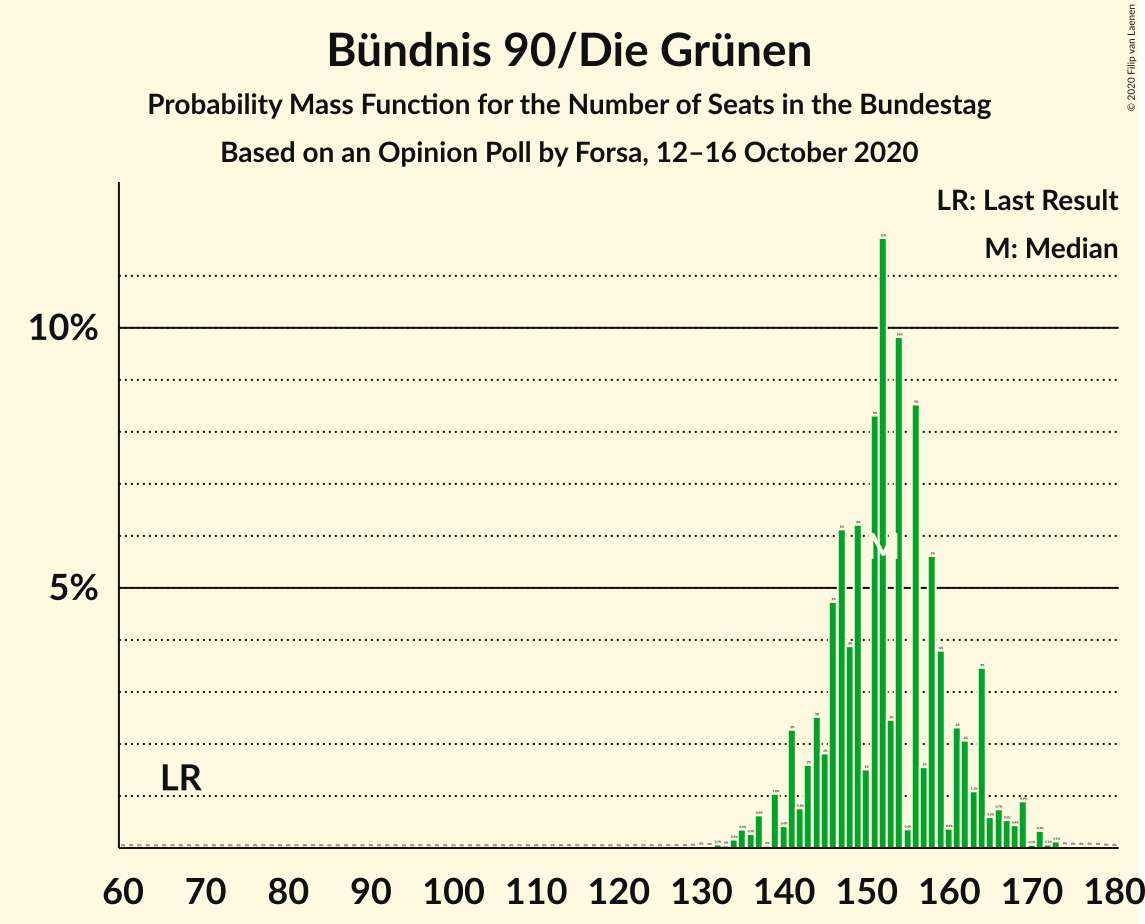 Bündnis 90/Die Grünen
Probability Mass Function for the Number of Seats in the Bundestag
Based on an Opinion Poll by Forsa, 12–16 October 2020
© 2020 Filip van Laenen
LR: Last Result
M: Median
10%
5%
LR
M
60 70 80 90 100 110 120 130 140 150 160 170 180